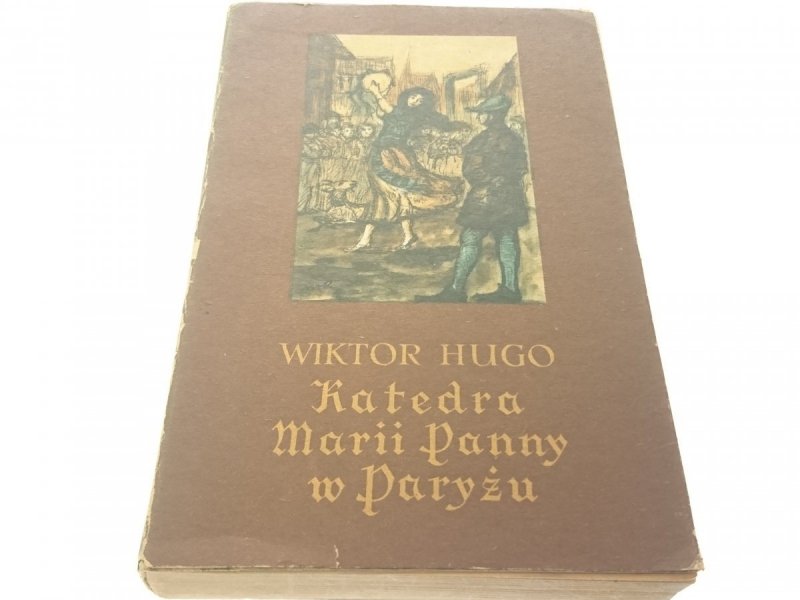 WIKTOR HUGO
Katedra
Marii Panny
w Paryżu